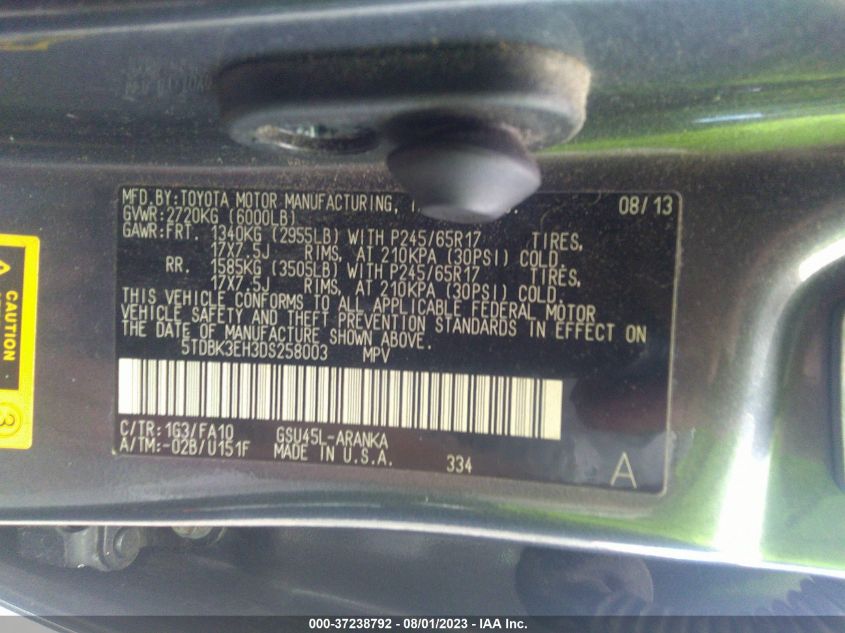 MFD.BY:TOYOTA MOTOR MANUFACTURING, 08/13
GVWR:2720KG (6000LB)
GAWR:FRT. 1340KG (2955LB) WITH P245/65R17 TIRES,
17X7.5J RIMS, AT 210KPA (30PSI) COLD.
RR. 1585KG (3505LB) WITH P245/65R17 TIRES,
17X7.5J RIMS, AT 210KPA (30PSI) COLD.
THIS VEHICLE CONFORMS TO ALL APPLICABLE FEDERAL MOTOR
VEHICLE SAFETY AND THEFT PREVENTION STANDARDS IN EFFECT ON
THE DATE OF MANUFACTURE SHOWN ABOVE.
5TDBK3EH3DS258003 MPV
C/TR:1G3/FA10 GSU45L-ARANKA
A/TM:-02B/U151F MADE IN U.S.A. 334 A
CAUTION
3
000-37238792 - 08/01/2023 - IAA Inc.